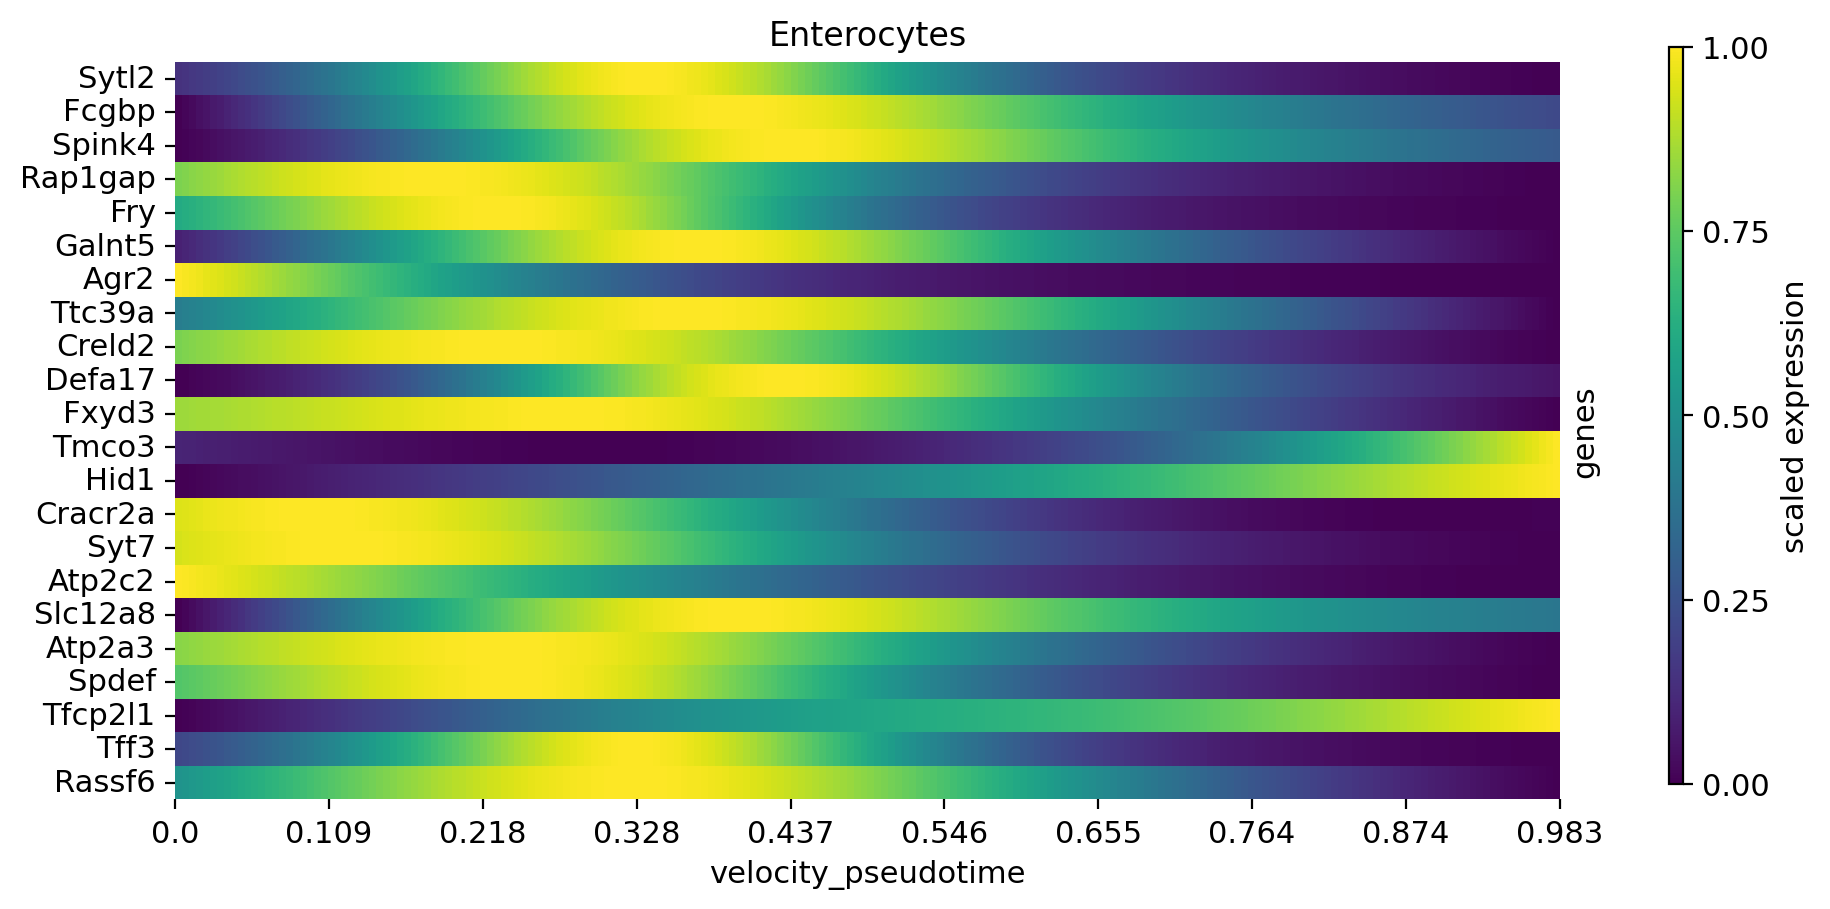 Enterocytes
Sytl2
Fcgbp
Spink4
Rap1gap
Fry
Galnt5
Agr2
Ttc39a
Creld2
Defa17
Fxyd3
Tmco3
Hid1
Cracr2a
Syt7
Atp2c2
Slc12a8
Atp2a3
Spdef
Tfcp2l1
Tff3
Rassf6
0.0 0.109 0.218 0.328 0.437 0.546 0.655 0.764 0.874 0.983
velocity_pseudotime
genes
1.00
0.75
0.50
0.25
0.00
scaled expression